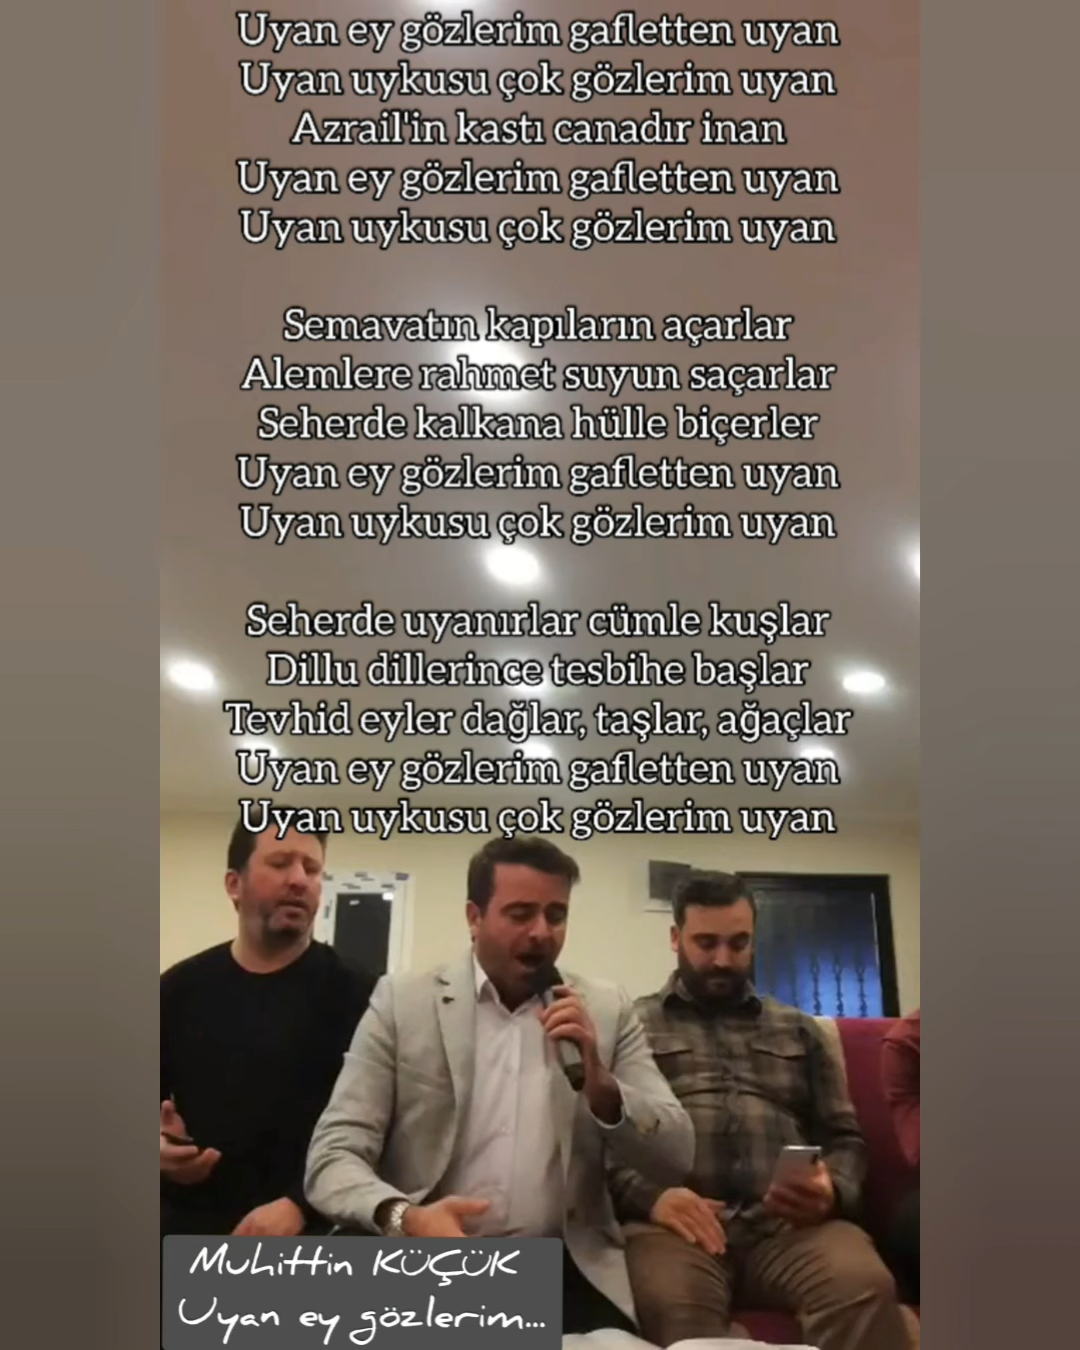 Uyan ey gözlerim gafletten uyan
Uyan uykusu çok gözlerim uyan
Azrail'in kastı canadır inan
Uyan ey gözlerim gafletten uyan
Uyan uykusu çok gözlerim uyan
Semavatın kapıların açarlar
Alemlere rahmet suyun saçarlar
Seherde kalkana hülle biçerler
Uyan ey gözlerim gafletten uyan
Uyan uykusu çok gözlerim uyan
Seherde uyanırlar cümle kuşlar
Dillu dillerince tesbihe başlar
Tevhid eyler dağlar, taşlar, ağaçlar
Uyan ey gözlerim gafletten uyan
Uyan uykusu çok gözlerim uyan
Muhittin KÜÇÜK
Uyan ey gözlerim...